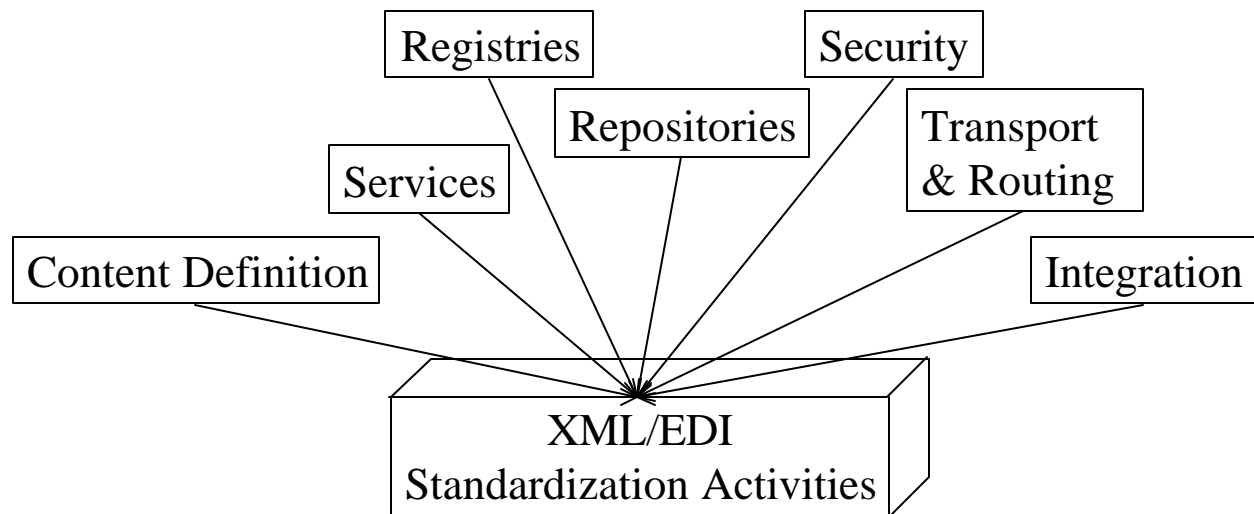 Registries
Security
Repositories
Transport
& Routing
Services
Content Definition
Integration
XML/EDI
Standardization Activities